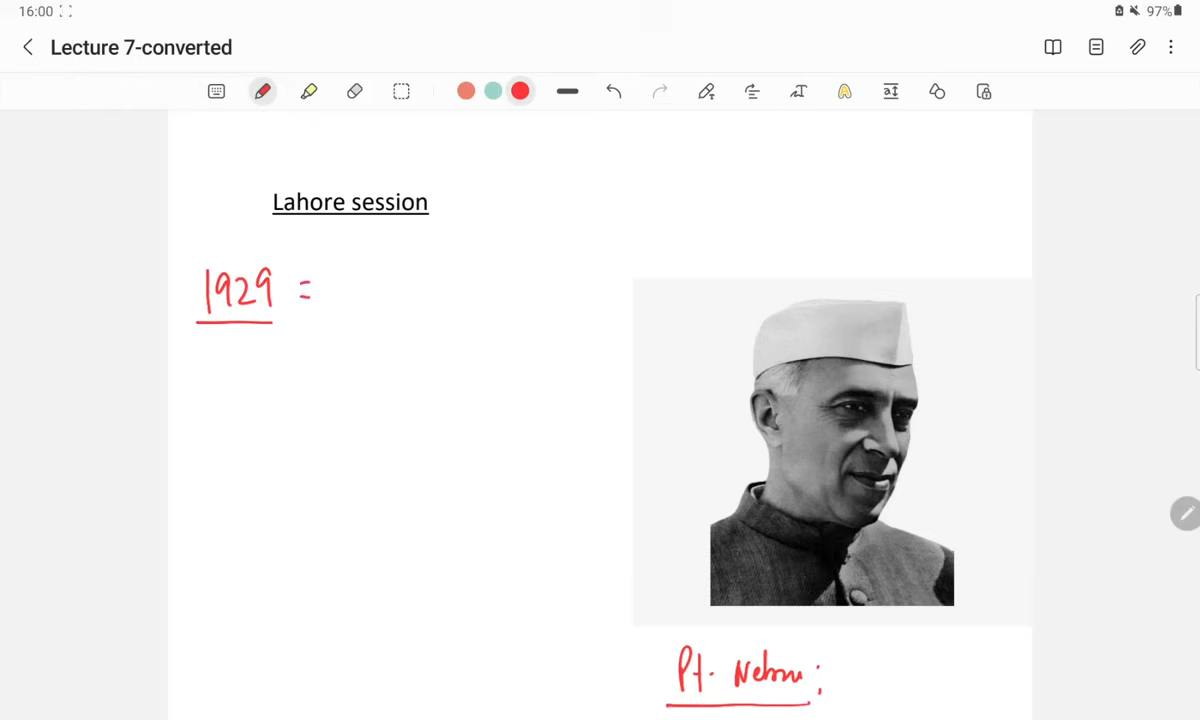 16:00
97%
Lecture 7-converted
Lahore session
1929 =
Pt. Nehru :